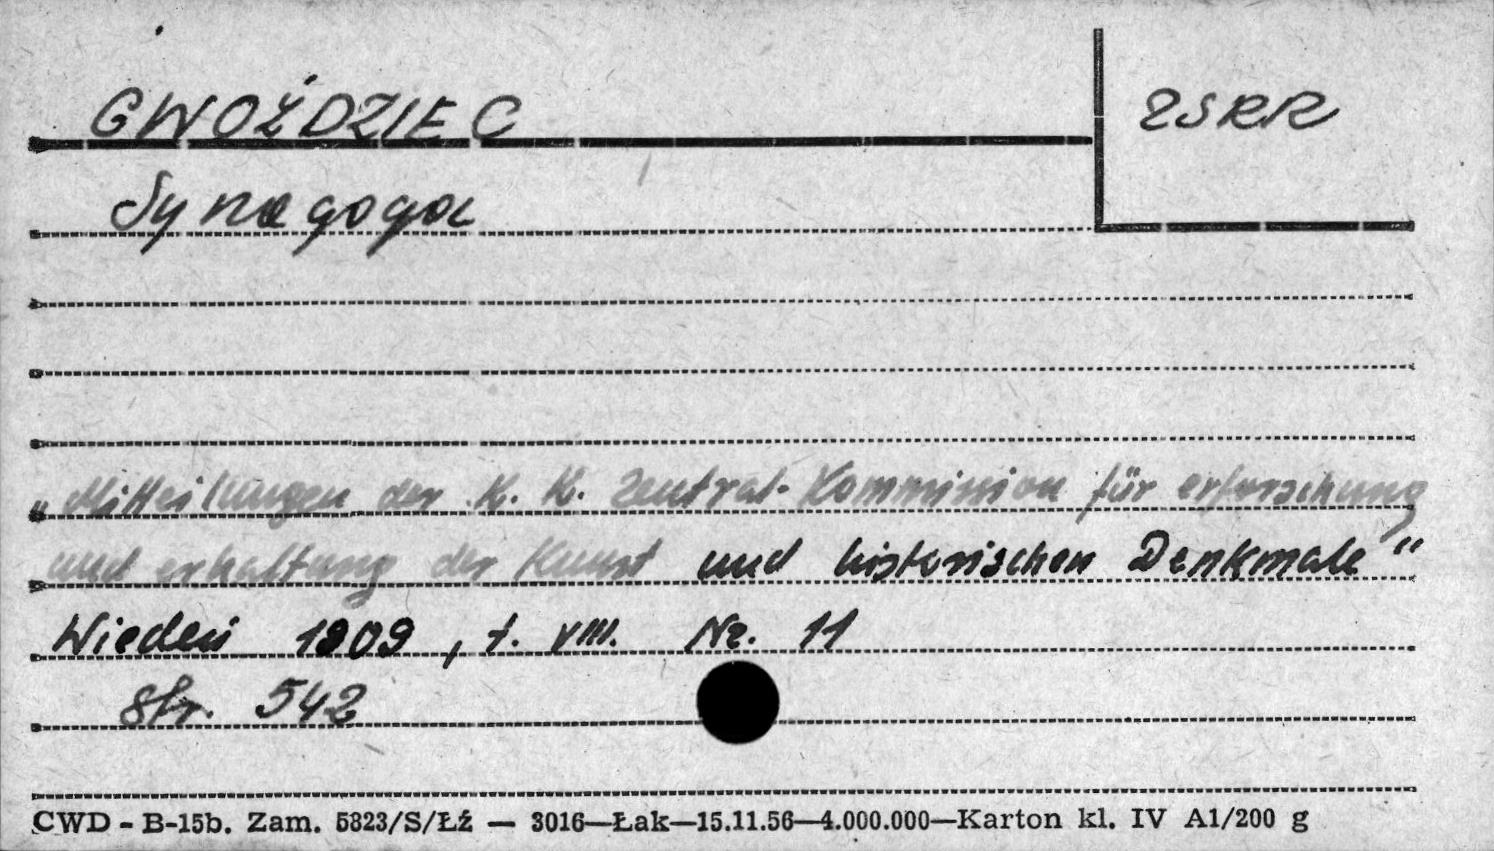 GWOŹDZIEC
ZSRR
Synagoga
„Mitteilungen der K. K. Zentral-Kommission für erforschung
und erhaltung der Kunst und historischen Denkmale“
Wiedeń 1909, t. VIII. Nr. 11
Str. 542
CWD - B-15b. Zam. 5823/S/Łź — 3016—Łak—15.11.56—4.000.000—Karton kl. IV A1/200 g